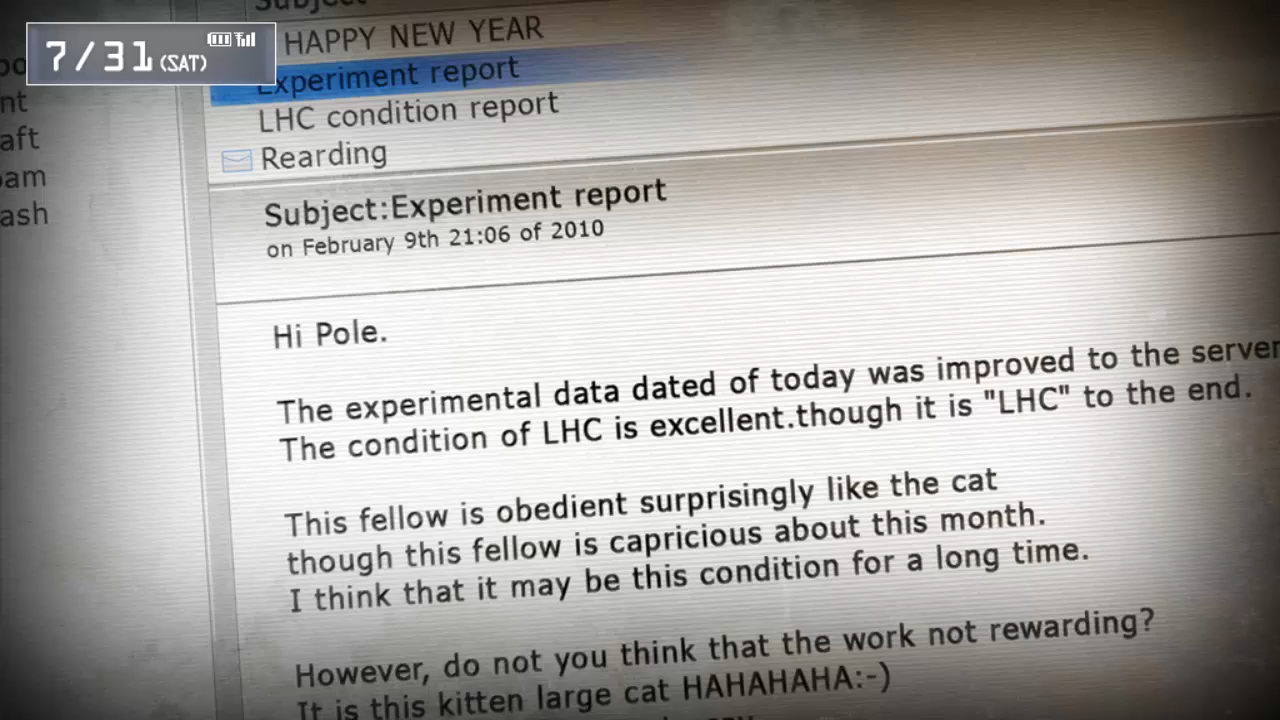 Subject
HAPPY NEW YEAR
7/31 (SAT)
Experiment report
nt
LHC condition report
aft
Rearding
am
ash
Subject:Experiment report
on February 9th 21:06 of 2010
Hi Pole.
The experimental data dated of today was improved to the server
The condition of LHC is excellent.though it is "LHC" to the end.
This fellow is obedient surprisingly like the cat
though this fellow is capricious about this month.
I think that it may be this condition for a long time.
However, do not you think that the work not rewarding?
It is this kitten large cat HAHAHAHA:-)